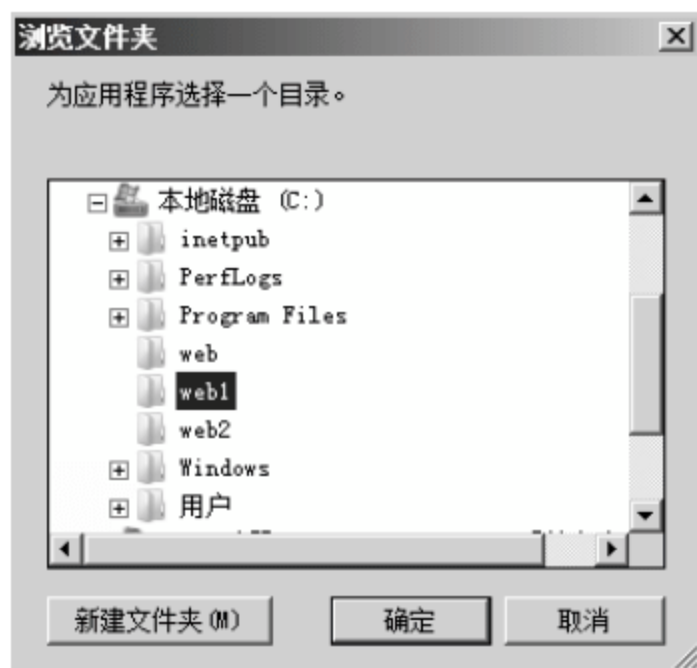 浏览文件夹
为应用程序选择一个目录。
本地磁盘 (C:)
inetpub
PerfLogs
Program Files
web
web1
web2
Windows
用户
新建文件夹(M) 确定 取消